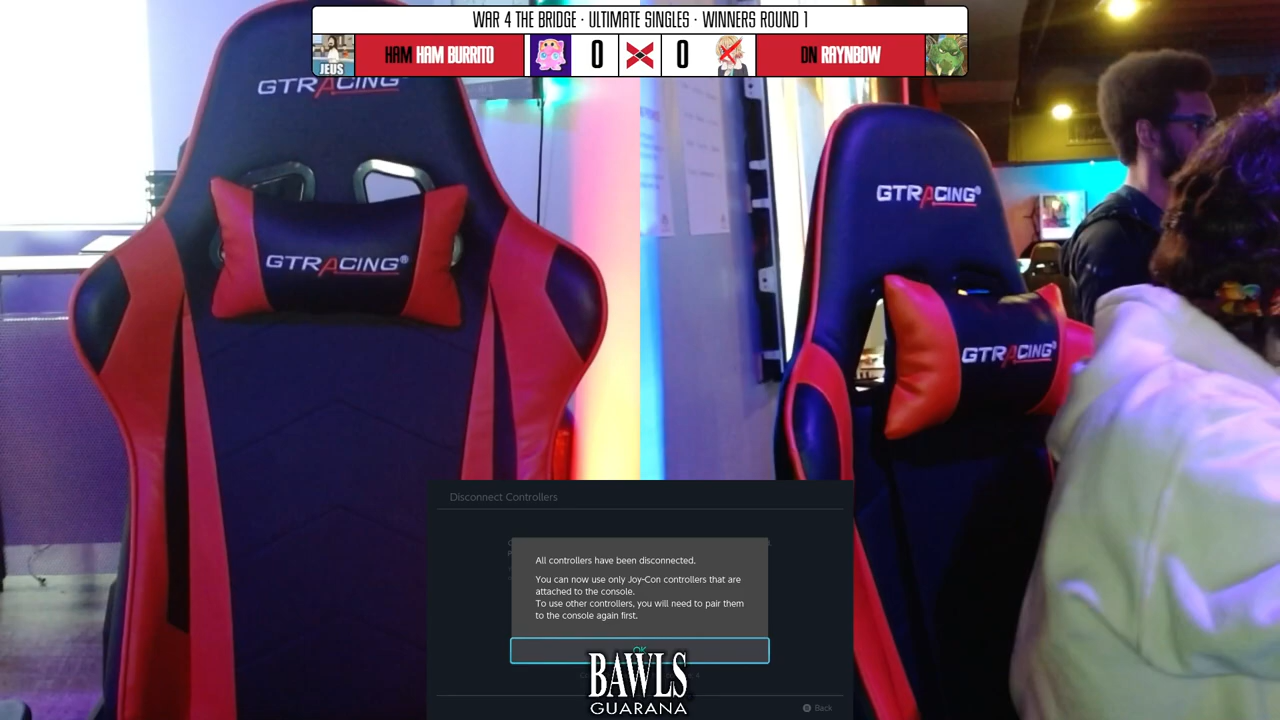 WAR 4 THE BRIDGE · ULTIMATE SINGLES · WINNERS ROUND 1
JEUS
HAM HAM BURRITO
0
0
DN RAYNBOW
GTRACING
GTRACING®
GTRACING®
GTRACING®
Disconnect Controllers
All controllers have been disconnected.
You can now use only Joy-Con controllers that are
attached to the console.
To use other controllers, you will need to pair them
to the console again first.
OK
BAWLS
GUARANA
Back